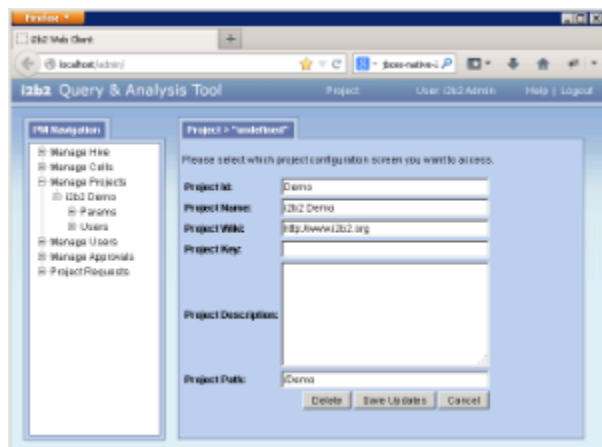 Firefox
i2b2 Web Client
localhost/admin/
jboss-native-
i2b2 Query & Analysis Tool
Project
User: i2b2 Admin
Help | Logout
PM Navigation
Manage Hive
Manage Cells
Manage Projects
i2b2 Demo
Params
Users
Manage Users
Manage Approvals
Project Requests
Project > "undefined"
Please select which project configuration screen you want to access.
Project Id: Demo
Project Name: i2b2 Demo
Project Wiki: http://www.i2b2.org
Project Key:
Project Description:
Project Path: /Demo
Delete Save Updates Cancel